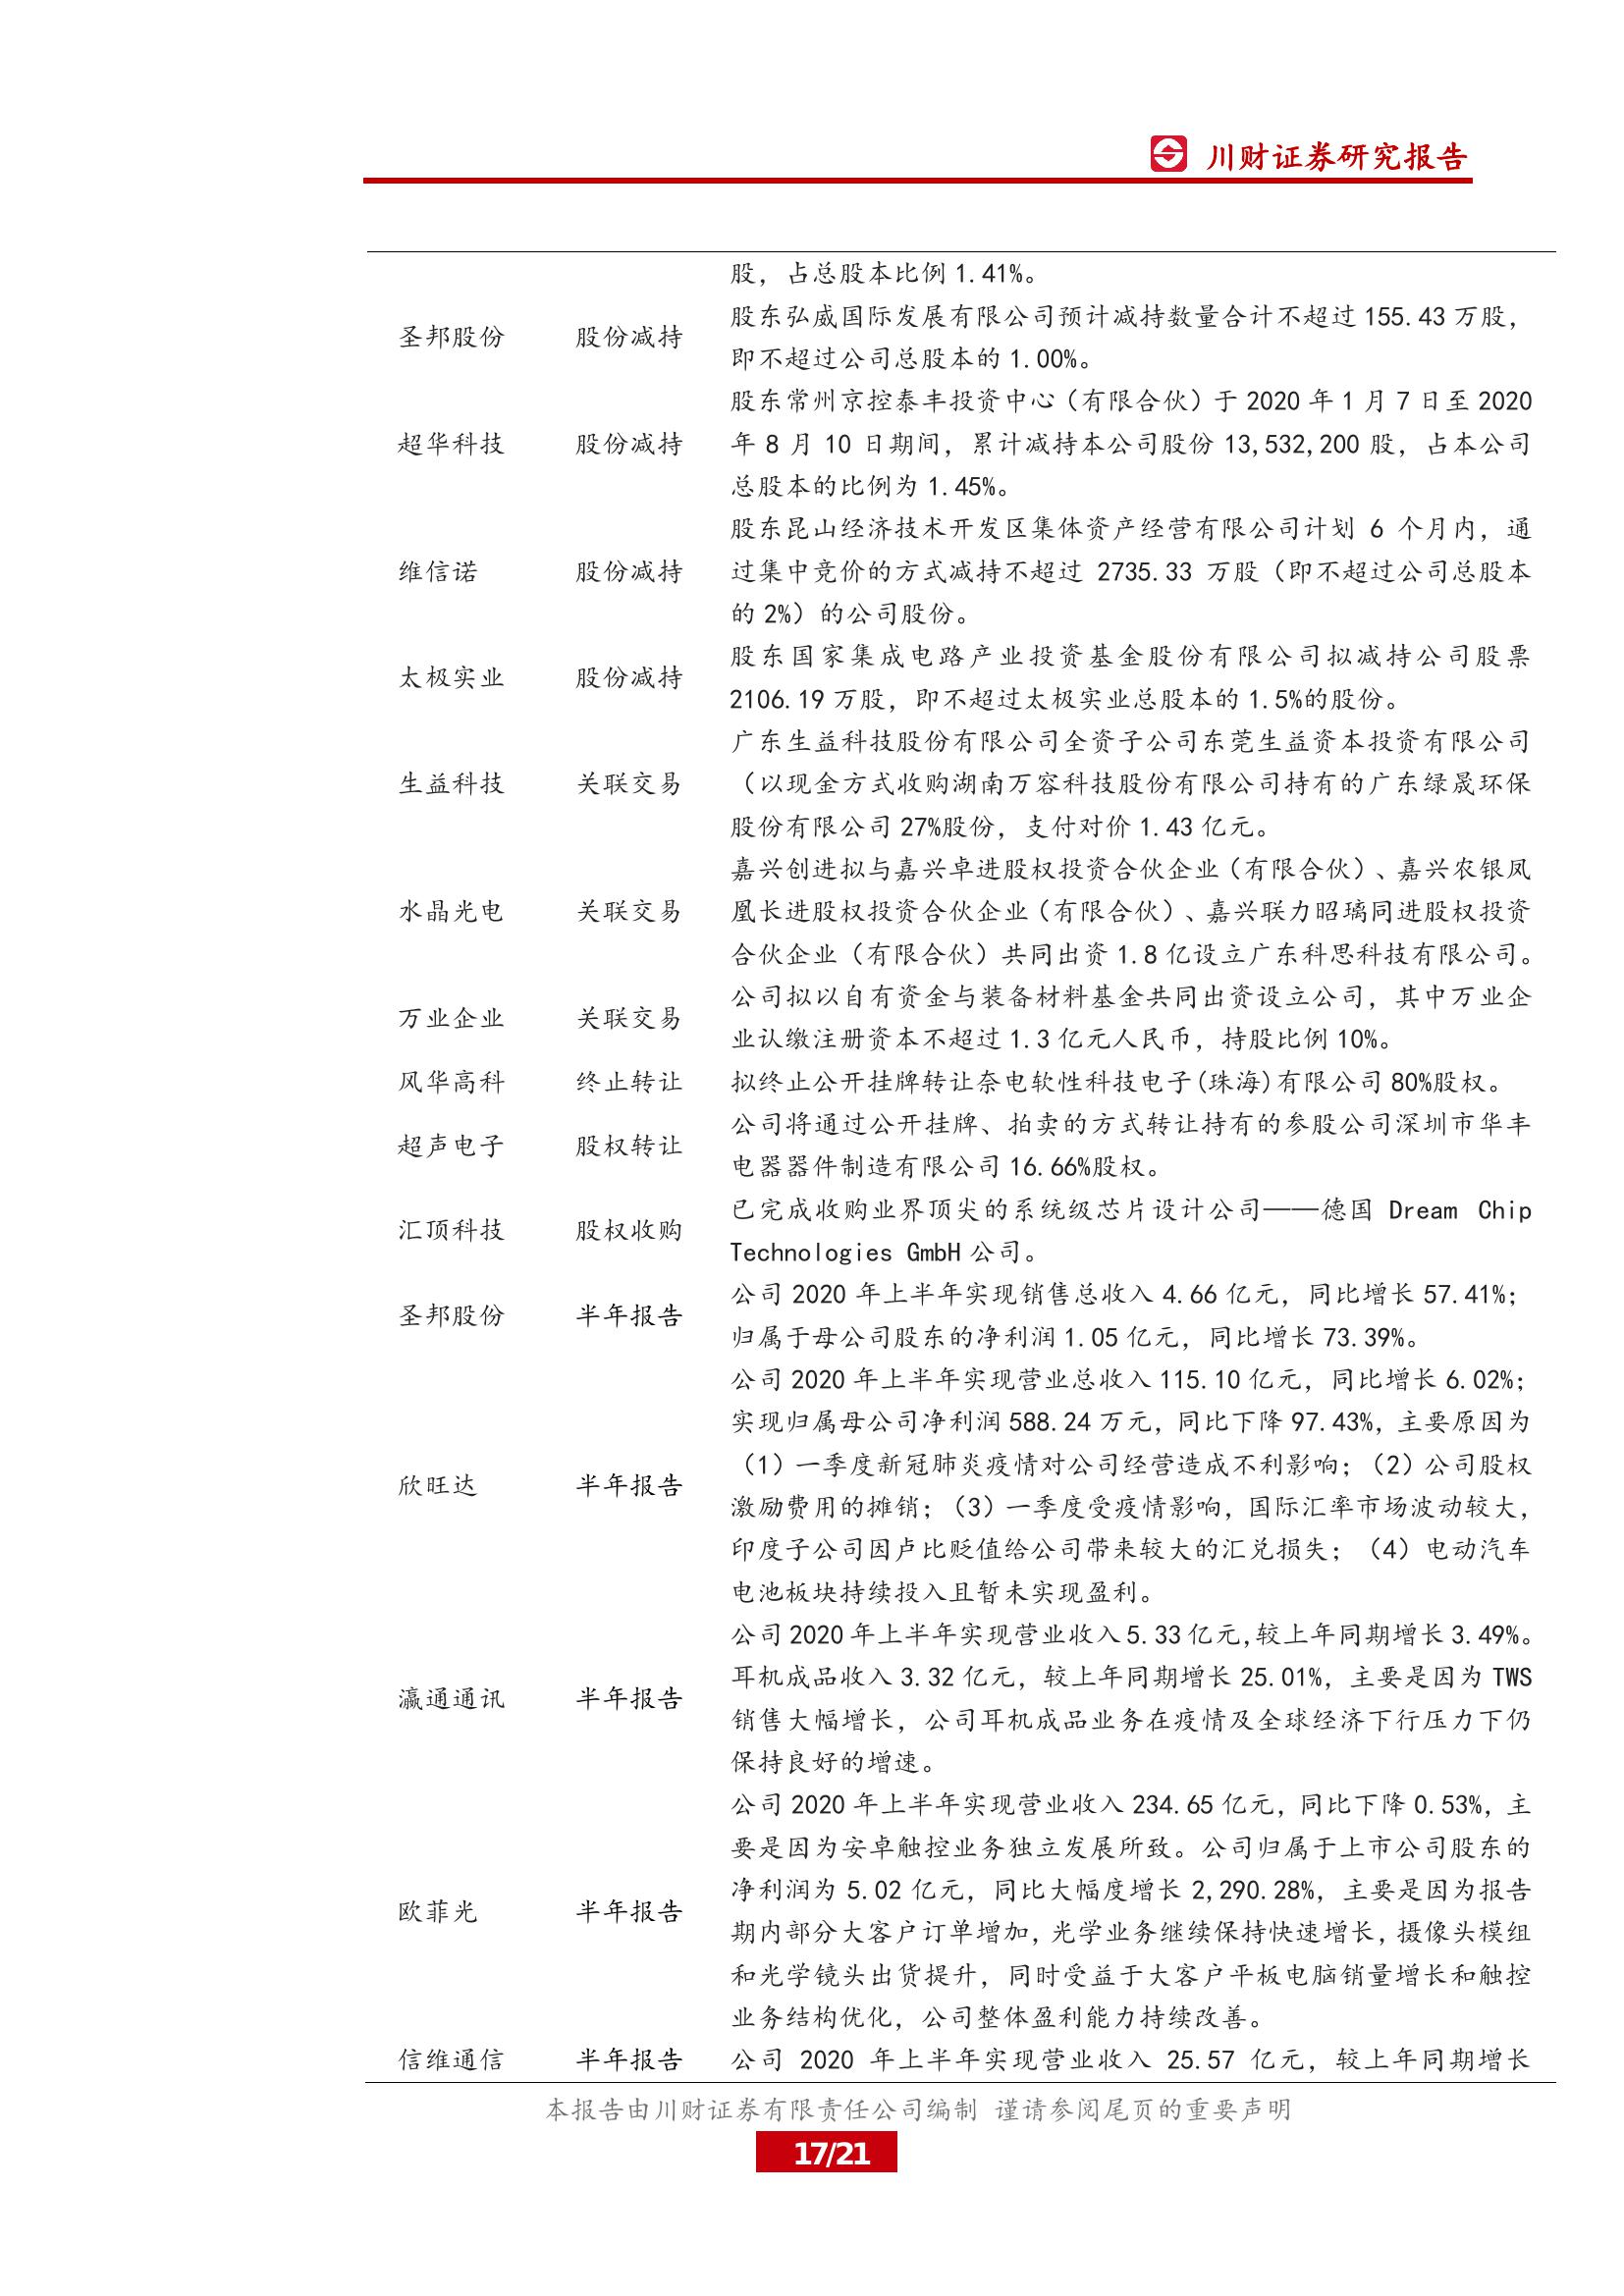 川财证券研究报告
股，占总股本比例 1.41%。
圣邦股份 股份减持 股东弘威国际发展有限公司预计减持数量合计不超过 155.43 万股，
即不超过公司总股本的 1.00%。
超华科技 股份减持 股东常州京控泰丰投资中心（有限合伙）于 2020 年 1 月 7 日至 2020
年 8 月 10 日期间，累计减持本公司股份 13,532,200 股，占本公司
总股本的比例为 1.45%。
维信诺 股份减持 股东昆山经济技术开发区集体资产经营有限公司计划 6 个月内，通
过集中竞价的方式减持不超过 2735.33 万股（即不超过公司总股本
的 2%）的公司股份。
太极实业 股份减持 股东国家集成电路产业投资基金股份有限公司拟减持公司股票
2106.19 万股，即不超过太极实业总股本的 1.5%的股份。
生益科技 关联交易 广东生益科技股份有限公司全资子公司东莞生益资本投资有限公司
（以现金方式收购湖南万容科技股份有限公司持有的广东绿晟环保
股份有限公司 27%股份，支付对价 1.43 亿元。
水晶光电 关联交易 嘉兴创进拟与嘉兴卓进股权投资合伙企业（有限合伙）、嘉兴农银凤
凰长进股权投资合伙企业（有限合伙）、嘉兴联力昭璃同进股权投资
合伙企业（有限合伙）共同出资 1.8 亿设立广东科思科技有限公司。
万业企业 关联交易 公司拟以自有资金与装备材料基金共同出资设立公司，其中万业企
业认缴注册资本不超过 1.3 亿元人民币，持股比例 10%。
风华高科 终止转让 拟终止公开挂牌转让奈电软性科技电子(珠海)有限公司 80%股权。
超声电子 股权转让 公司将通过公开挂牌、拍卖的方式转让持有的参股公司深圳市华丰
电器器件制造有限公司 16.66%股权。
汇顶科技 股权收购 已完成收购业界顶尖的系统级芯片设计公司——德国 Dream Chip
Technologies GmbH 公司。
圣邦股份 半年报告 公司 2020 年上半年实现销售总收入 4.66 亿元，同比增长 57.41%；
归属于母公司股东的净利润 1.05 亿元，同比增长 73.39%。
欣旺达 半年报告 公司 2020 年上半年实现营业总收入 115.10 亿元，同比增长 6.02%；
实现归属母公司净利润 588.24 万元，同比下降 97.43%，主要原因为
（1）一季度新冠肺炎疫情对公司经营造成不利影响；（2）公司股权
激励费用的摊销；（3）一季度受疫情影响，国际汇率市场波动较大，
印度子公司因卢比贬值给公司带来较大的汇兑损失；（4）电动汽车
电池板块持续投入且暂未实现盈利。
瀛通通讯 半年报告 公司 2020 年上半年实现营业收入 5.33 亿元,较上年同期增长 3.49%。
耳机成品收入 3.32 亿元，较上年同期增长 25.01%，主要是因为 TWS
销售大幅增长，公司耳机成品业务在疫情及全球经济下行压力下仍
保持良好的增速。
欧菲光 半年报告 公司 2020 年上半年实现营业收入 234.65 亿元，同比下降 0.53%，主
要是因为安卓触控业务独立发展所致。公司归属于上市公司股东的
净利润为 5.02 亿元，同比大幅度增长 2,290.28%，主要是因为报告
期内部分大客户订单增加，光学业务继续保持快速增长，摄像头模组
和光学镜头出货提升，同时受益于大客户平板电脑销量增长和触控
业务结构优化，公司整体盈利能力持续改善。
信维通信 半年报告 公司 2020 年上半年实现营业收入 25.57 亿元，较上年同期增长
本报告由川财证券有限责任公司编制 谨请参阅尾页的重要声明
17/21